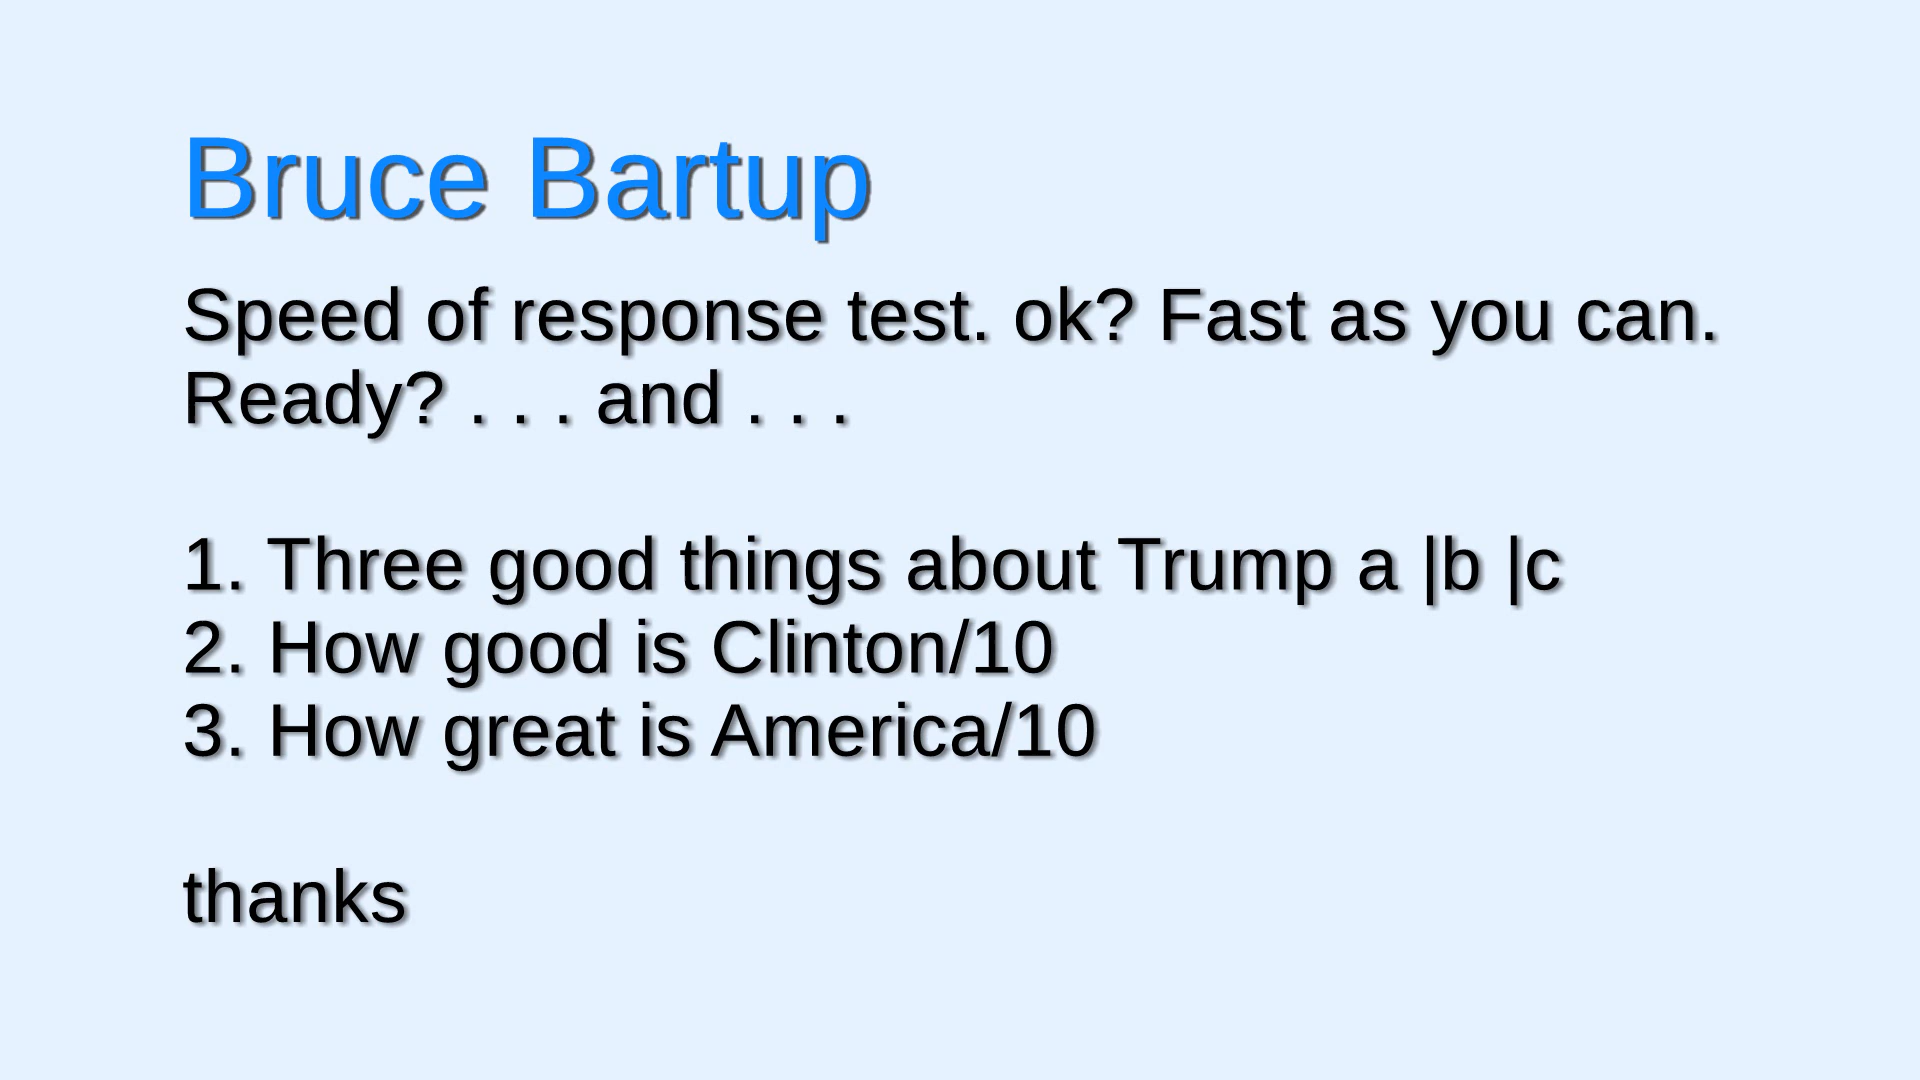 Bruce Bartup
Speed of response test. ok? Fast as you can.
Ready? . . . and . . .
1. Three good things about Trump a |b |c
2. How good is Clinton/10
3. How great is America/10
thanks